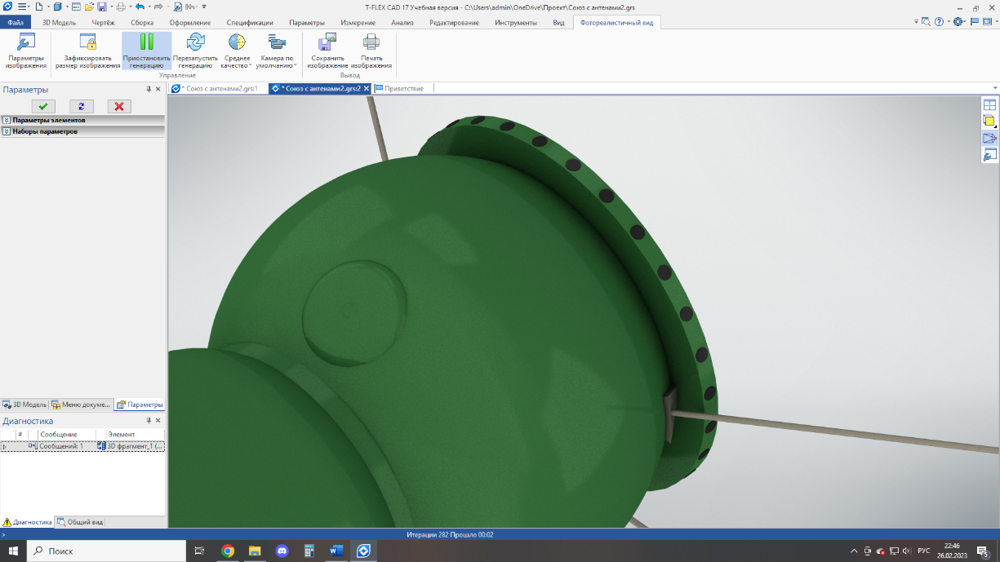 T-FLEX CAD 17 Учебная версия - C:\Users\admin\OneDrive\Проект\Союз с антенами2.grs
Файл 3D Модель Чертёж Сборка Оформление Спецификации Параметры Измерение Анализ Редактирование Инструменты Вид Фотореалистичный вид
Параметры изображения
Зафиксировать размер изображения
Приостановить генерацию
Перезапустить генерацию
Среднее качество
Камера по умолчанию
Сохранить изображение
Печать изображения
Управление
Вывод
Параметры
* Союз с антенами2.grs:1
* Союз с антенами2.grs:2
Приветствие
Параметры элементов
Наборы параметров
3D Модель
Меню докуме...
Параметры
Диагностика
# Сообщение Элемент
Сообщений: 1 3D фрагмент_1 (...
Диагностика
Общий вид
>
Итерации 282 Прошло 00:02
Поиск
РУС
22:46
26.02.2023
5